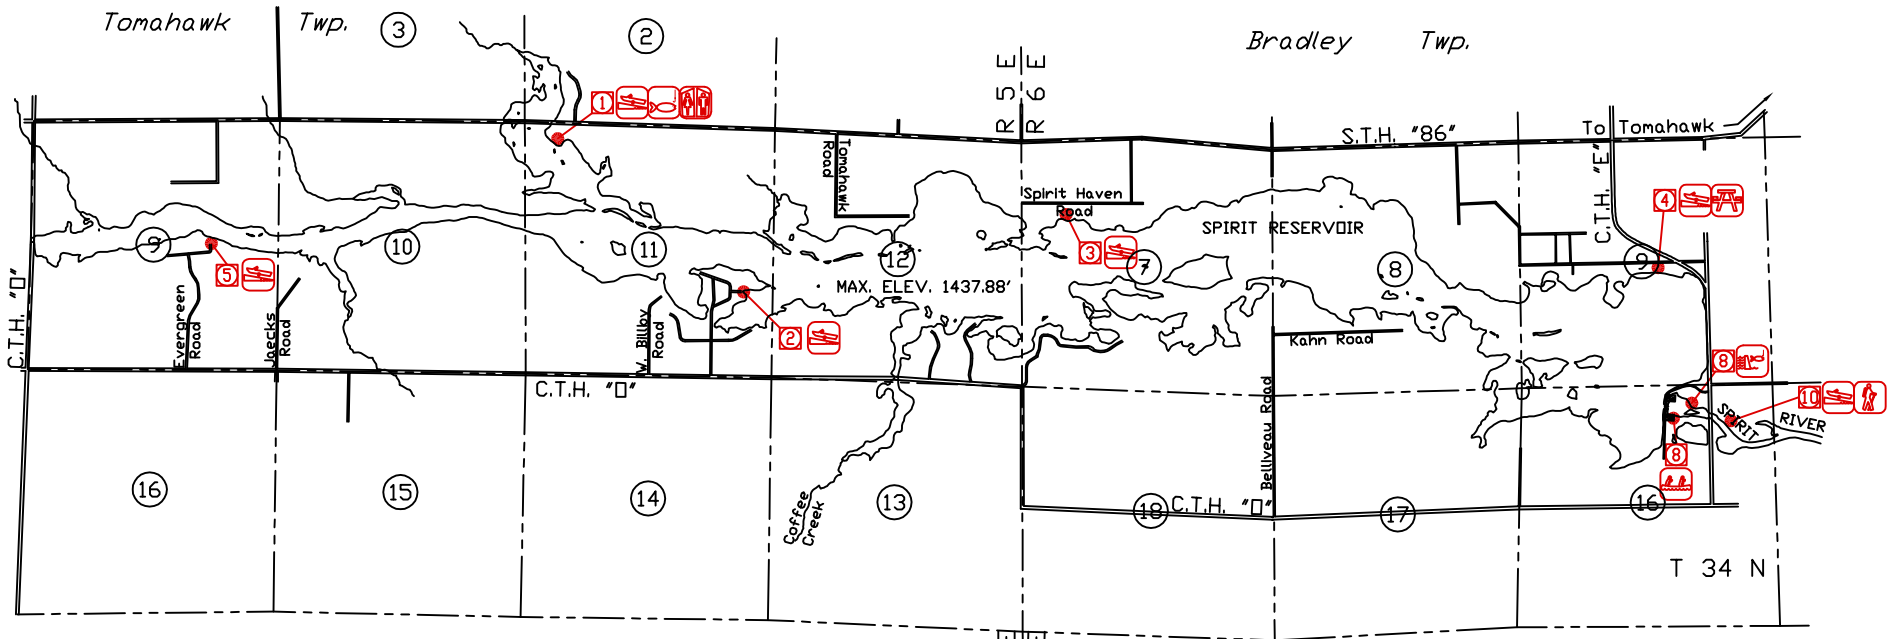 Tomahawk Twp.
3
2
Bradley Twp.
R 5 E
R 6 E
1
S.T.H. "86"
To Tomahawk
C.T.H. "E"
Tomahawk
Road
Spirit Haven
Road
4
SPIRIT RESERVOIR
9
10
11
12
3
7
8
9
5
MAX. ELEV. 1437.88'
2
C.T.H. "O"
Evergreen
Road
Jaecks
Road
W. Billby
Road
Kahn Road
C.T.H. "O"
Belliveau Road
8
10
SPIRIT
RIVER
8
16
15
14
13
18
C.T.H. "O"
17
16
Coffee
Creek
T 34 N